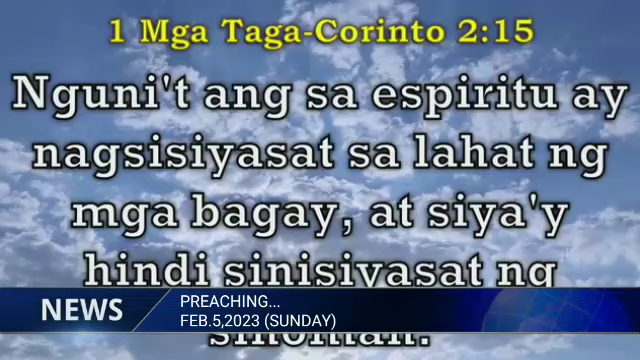 1 Mga Taga-Corinto 2:15
Nguni't ang sa espiritu ay
nagsisiyasat sa lahat ng
mga bagay, at siya'y
hindi sinisiyasat ng
sinoman.
NEWS
PREACHING...
FEB.5,2023 (SUNDAY)